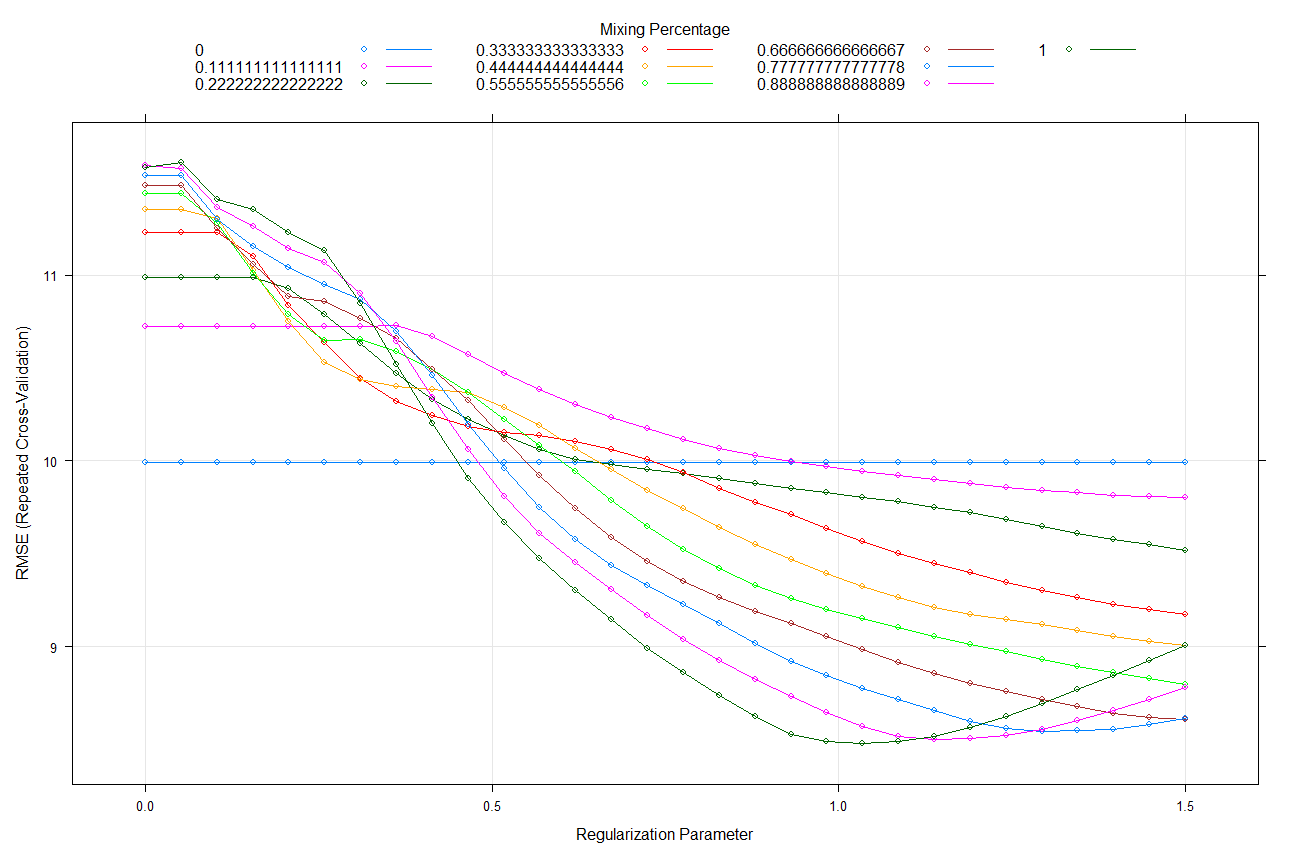 Mixing Percentage
0 0.333333333333333 0.666666666666667 1
0.111111111111111 0.444444444444444 0.777777777777778
0.222222222222222 0.555555555555556 0.888888888888889
RMSE (Repeated Cross-Validation)
11
10
9
0.0 0.5 1.0 1.5
Regularization Parameter